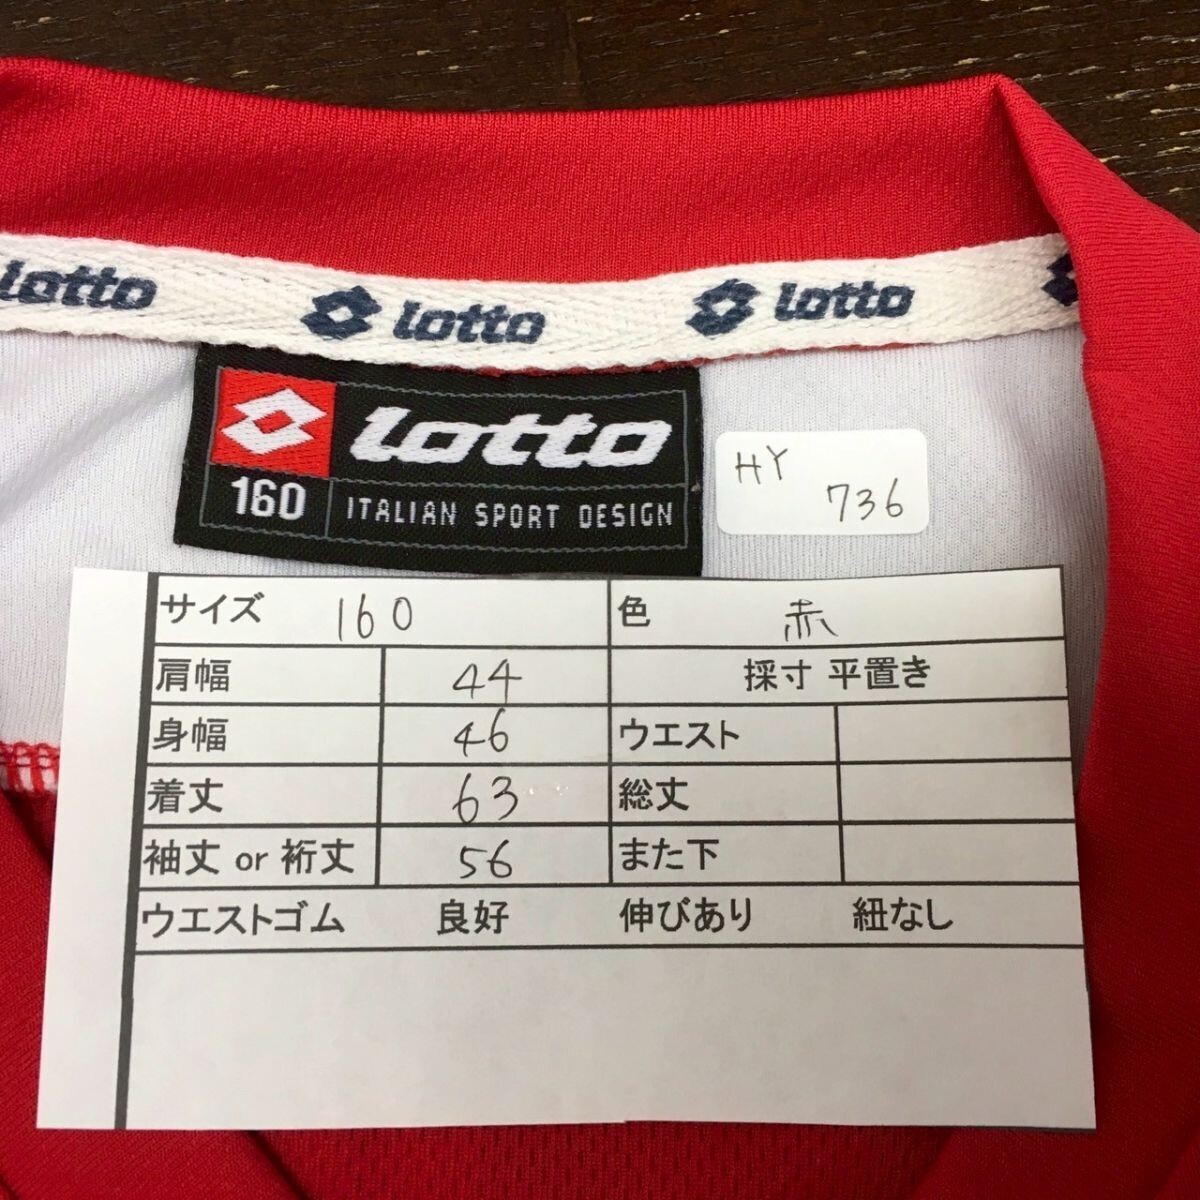 lotto lotto lotto
lotto
160 ITALIAN SPORT DESIGN
HY
736
サイズ 160 色 赤
肩幅 44 採寸 平置き
身幅 46 ウエスト
着丈 63 総丈
袖丈 or 裄丈 56 また下
ウエストゴム 良好 伸びあり 紐なし